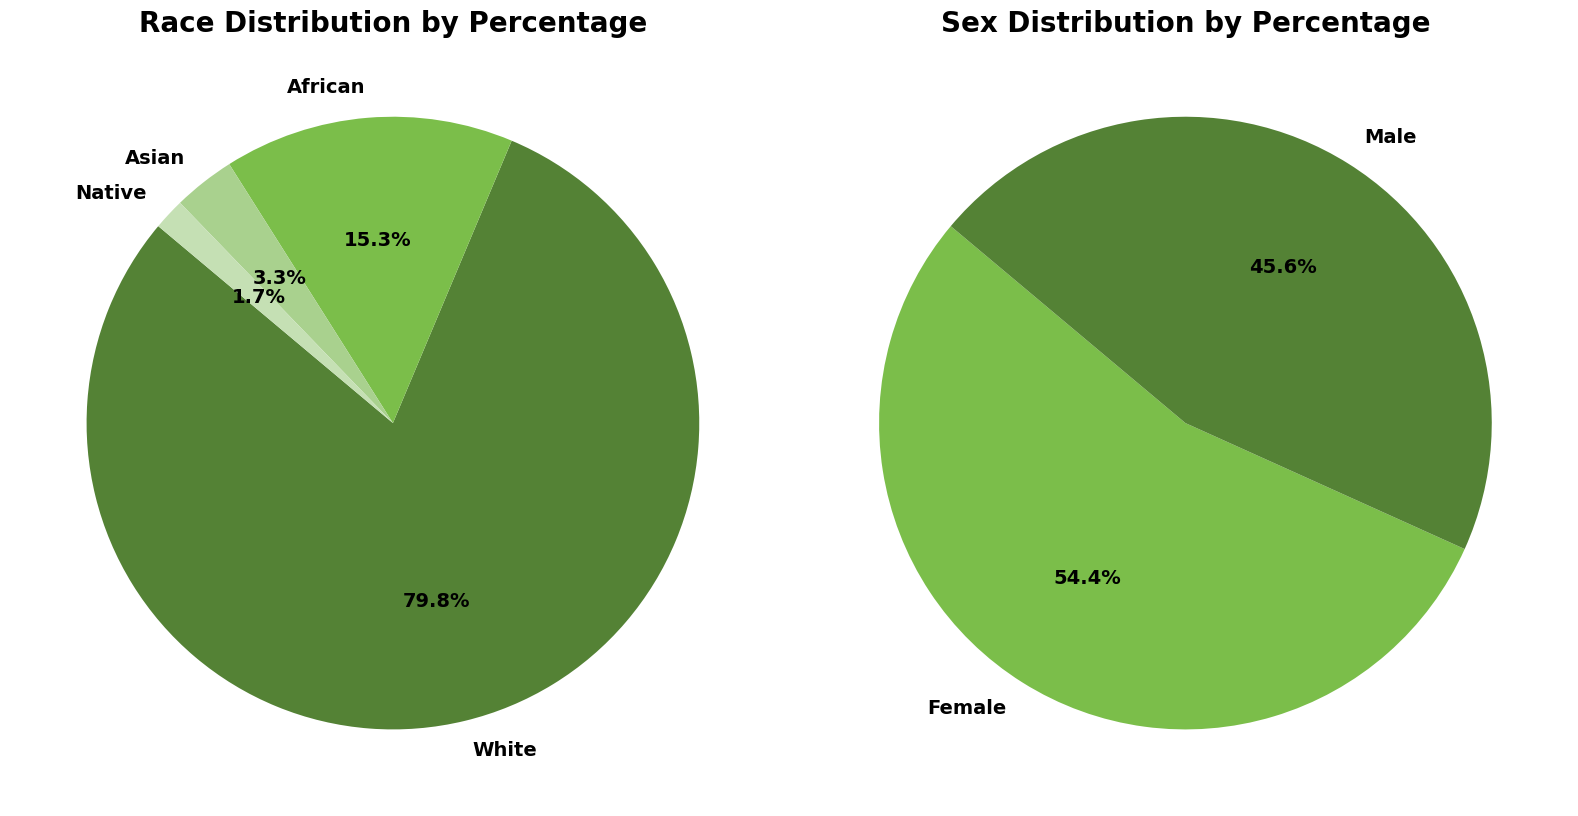 Race Distribution by Percentage
African
Asian
Native
15.3%
3.3%
1.7%
79.8%
White
Sex Distribution by Percentage
Male
45.6%
54.4%
Female